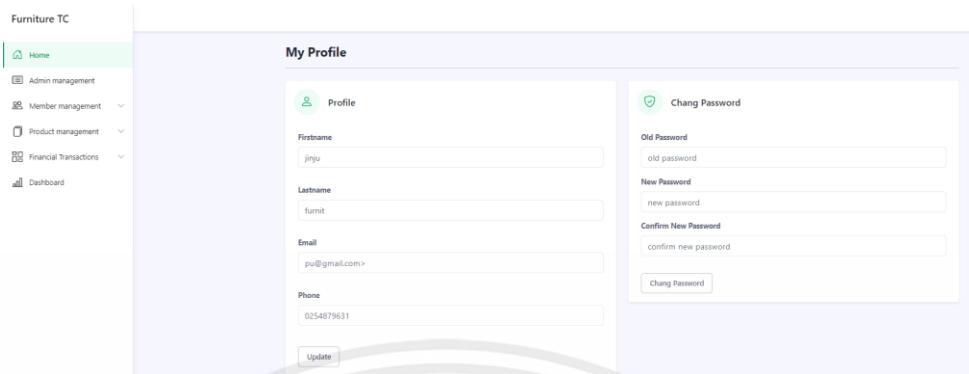 Furniture TC
Home
Admin management
Member management
Product management
Financial Transactions
Dashboard
My Profile
Profile
Firstname
jinju
Lastname
furnit
Email
pu@gmail.com>
Phone
0254879631
Update
Chang Password
Old Password
old password
New Password
new password
Confirm New Password
confirm new password
Chang Password